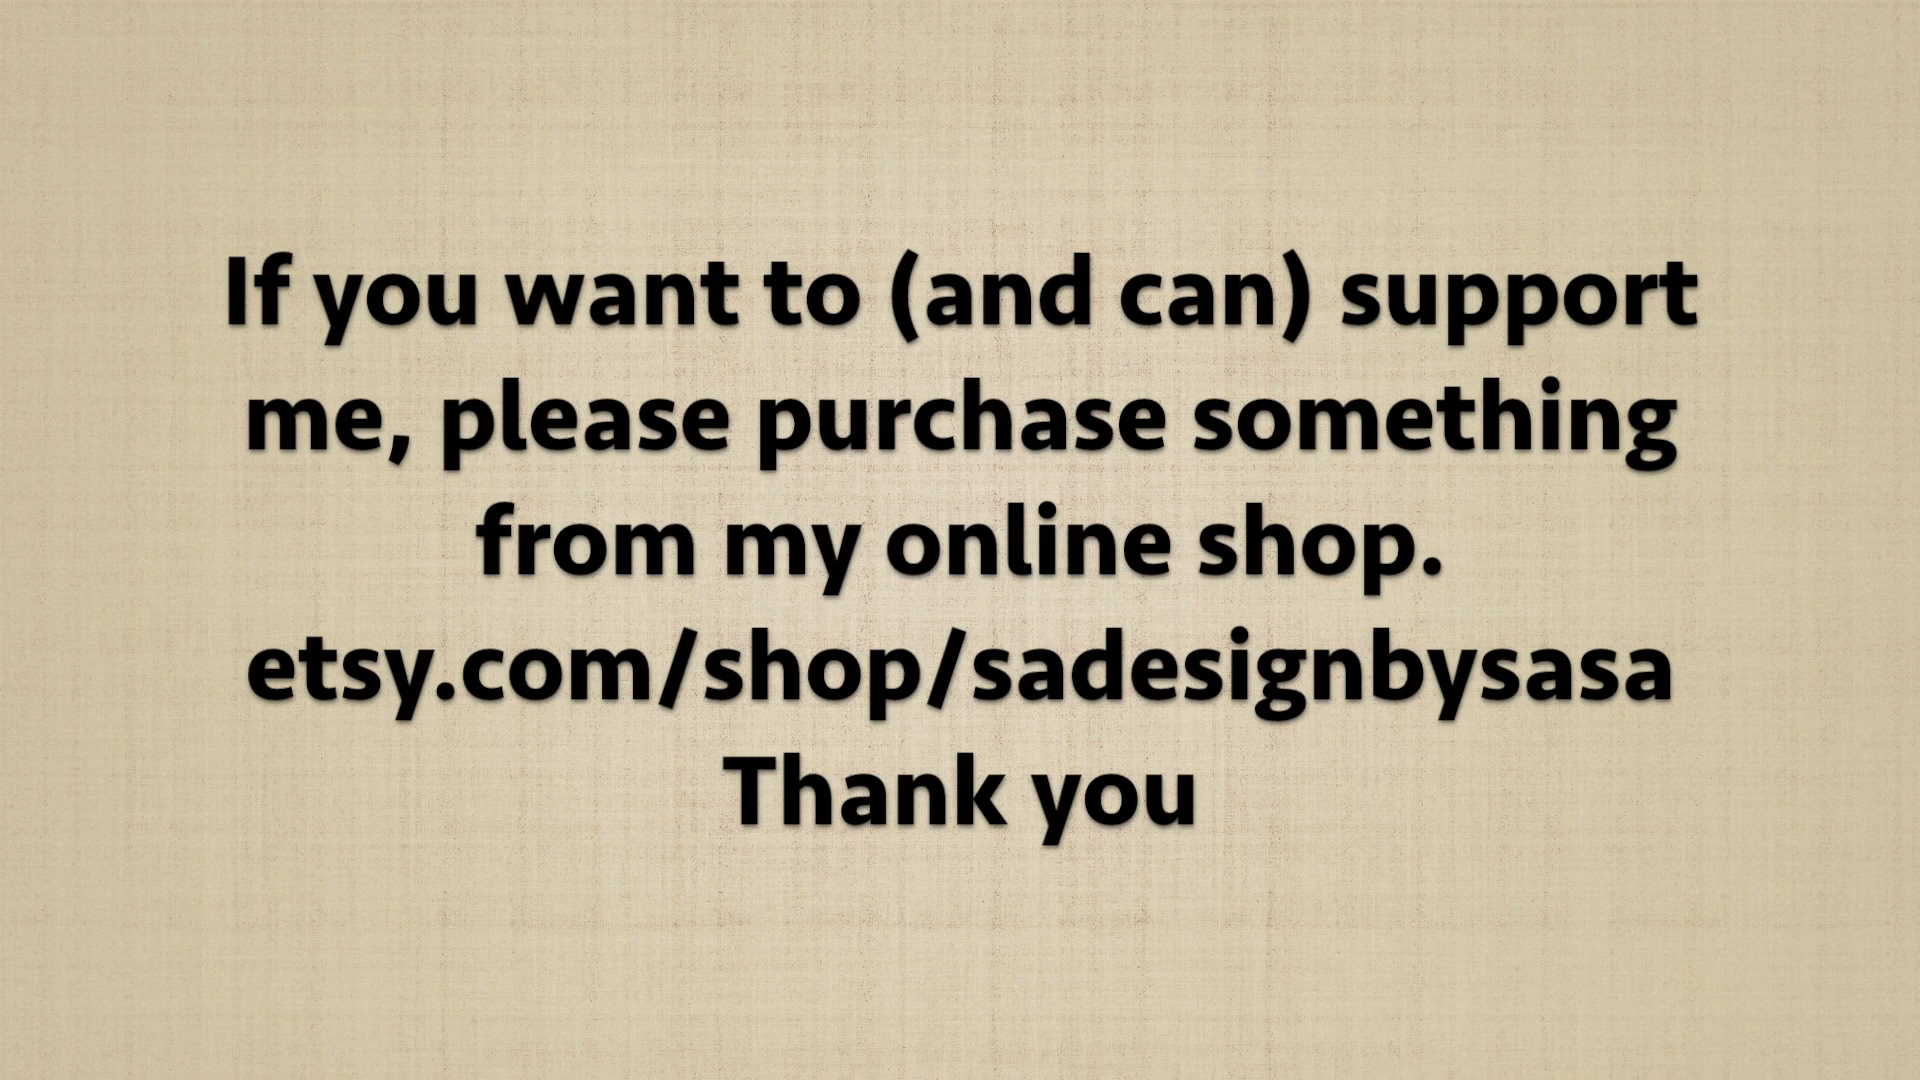 If you want to (and can) support
me, please purchase something
from my online shop.
etsy.com/shop/sadesignbysasa
Thank you